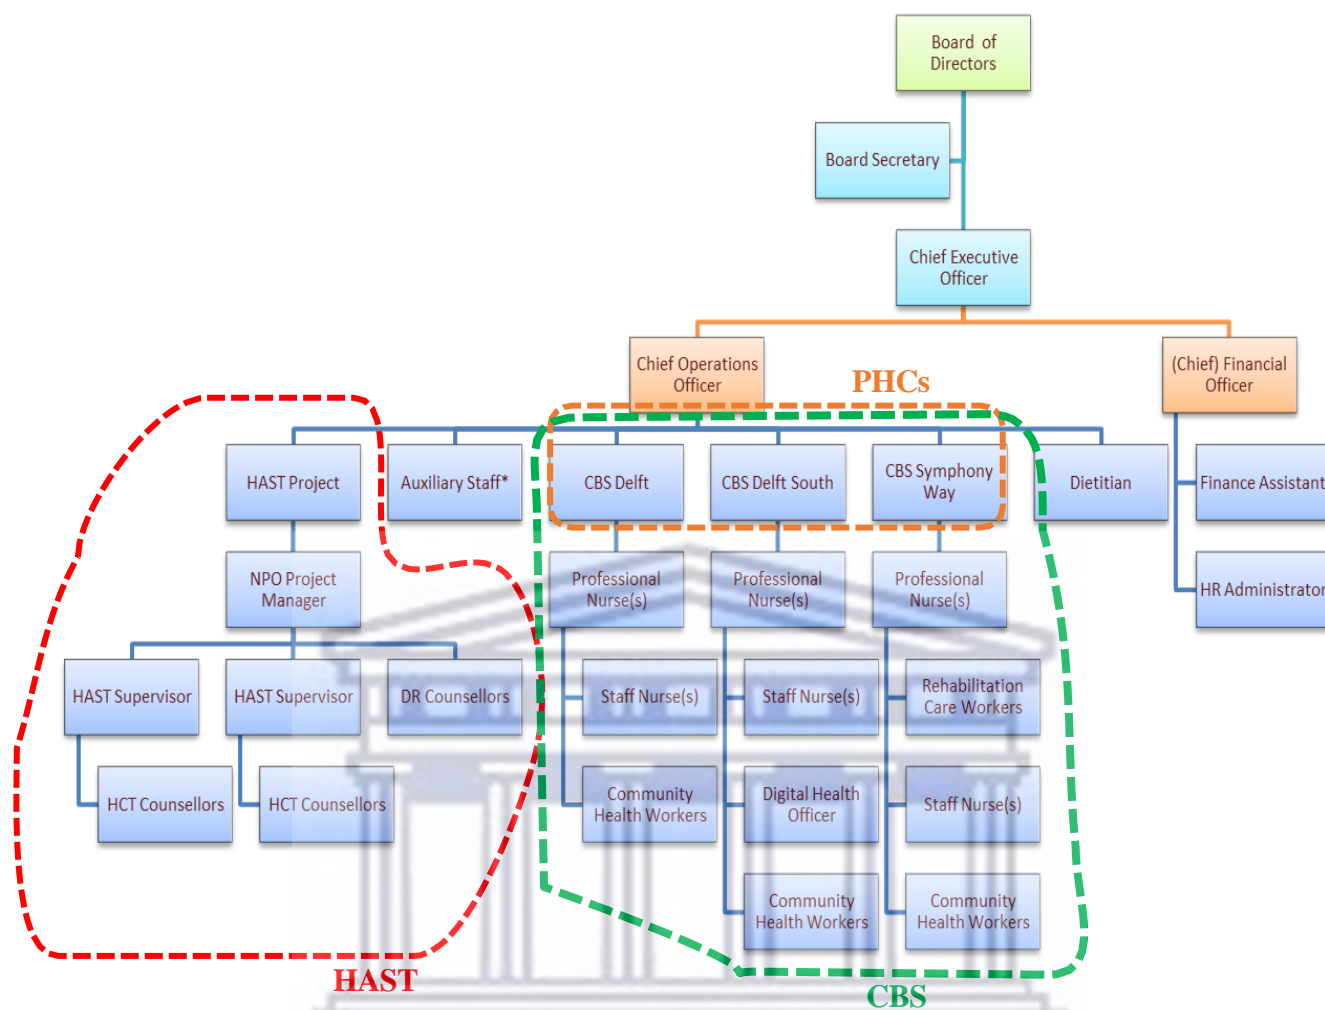 Board of
Directors
Board Secretary
Chief Executive
Officer
Chief Operations
Officer
(Chief) Financial
Officer
PHCs
HAST Project
Auxiliary Staff*
CBS Delft
CBS Delft South
CBS Symphony
Way
Dietitian
Finance Assistant
NPO Project
Manager
Professional
Nurse(s)
Professional
Nurse(s)
Professional
Nurse(s)
HR Administrator
HAST Supervisor
HAST Supervisor
DR Counsellors
Staff Nurse(s)
Staff Nurse(s)
Rehabilitation
Care Workers
HCT Counsellors
HCT Counsellors
Community
Health Workers
Digital Health
Officer
Staff Nurse(s)
Community
Health Workers
Community
Health Workers
HAST
CBS